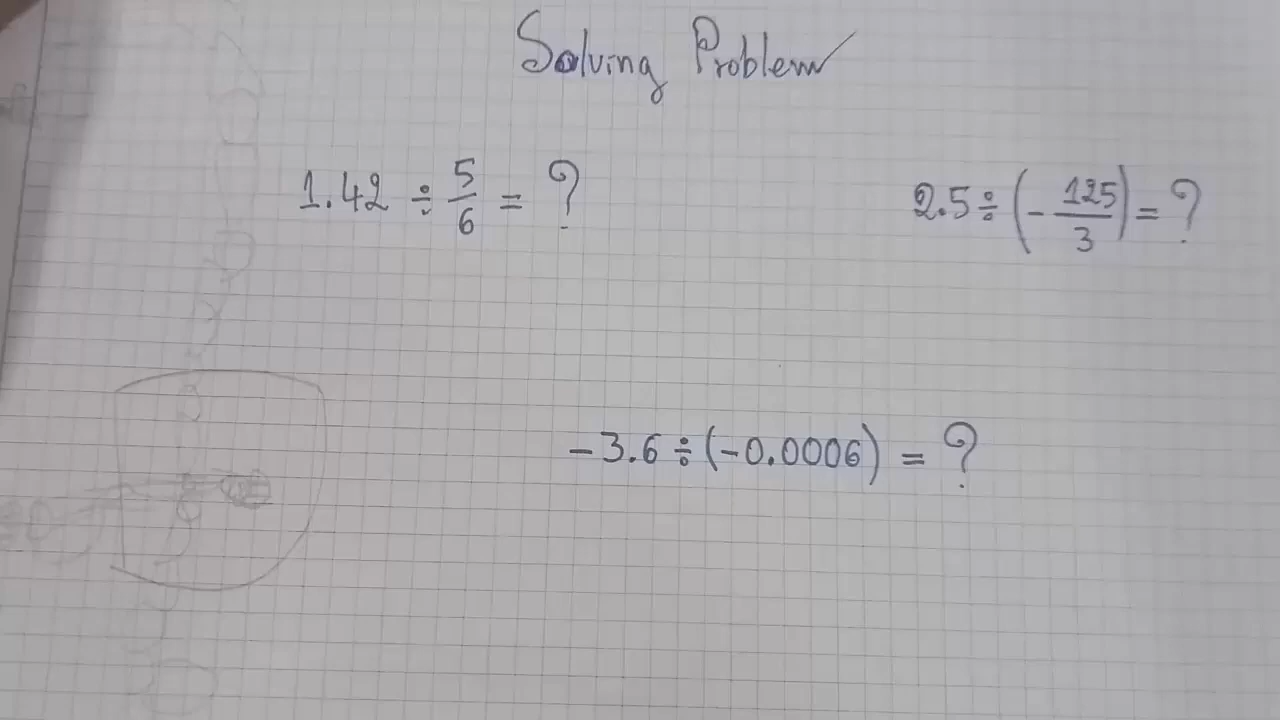 Solving Problem
1.42 ÷ 5/6 = ?
2.5 ÷ (- 125/3) = ?
-3.6 ÷ (-0.0006) = ?